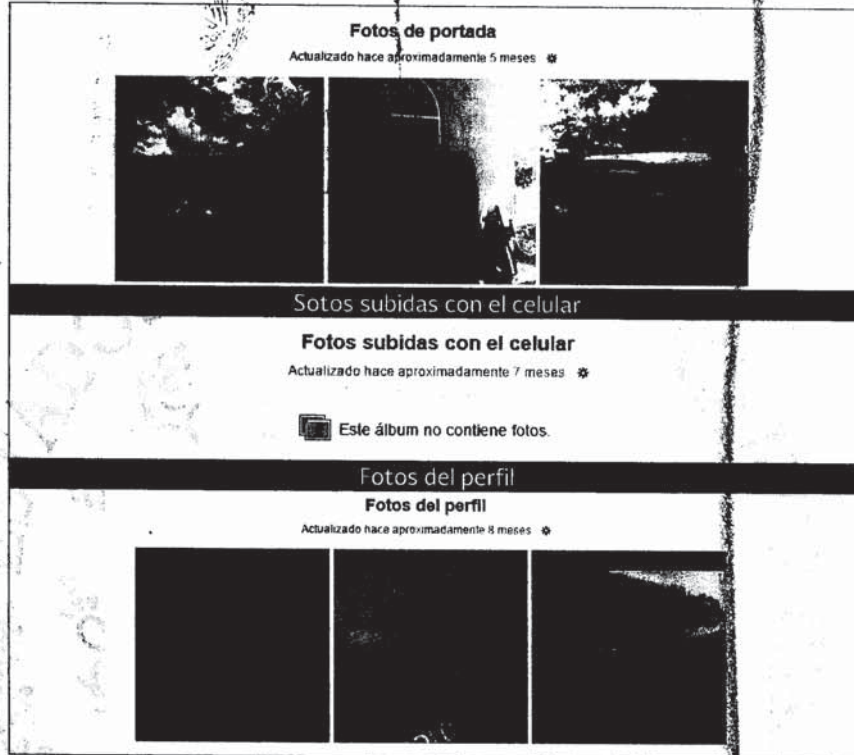 Fotos de portada
Actualizado hace aproximadamente 5 meses
Sotos subidas con el celular
Fotos subidas con el celular
Actualizado hace aproximadamente 7 meses
Este álbum no contiene fotos.
Fotos del perfil
Fotos del perfil
Actualizado hace aproximadamente 8 meses